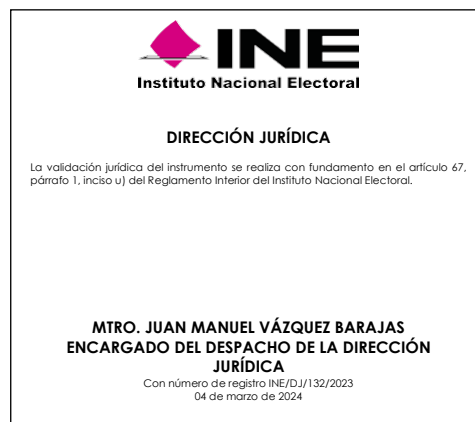 INE
Instituto Nacional Electoral
DIRECCIÓN JURÍDICA
La validación jurídica del instrumento se realiza con fundamento en el artículo 67,
párrafo 1, inciso u) del Reglamento Interior del Instituto Nacional Electoral.
MTRO. JUAN MANUEL VÁZQUEZ BARAJAS
ENCARGADO DEL DESPACHO DE LA DIRECCIÓN
JURÍDICA
Con número de registro INE/DJ/132/2023
04 de marzo de 2024